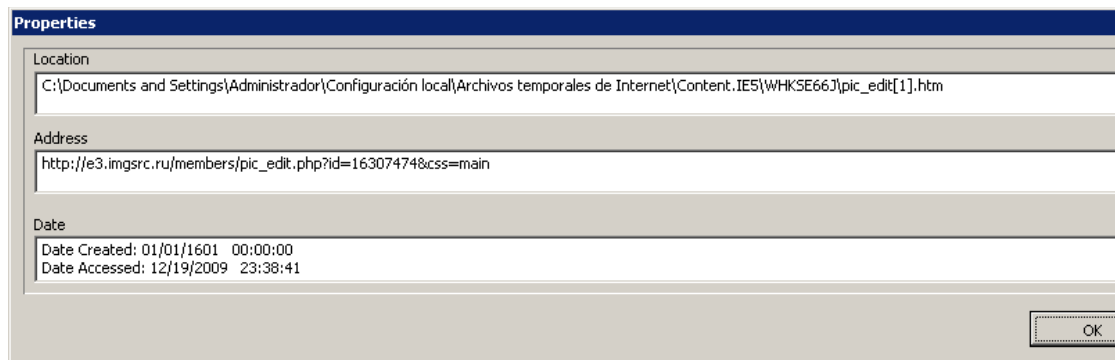 Properties
Location
C:\Documents and Settings\Administrador\Configuración local\Archivos temporales de Internet\Content.IE5\WHKSE66J\pic_edit[1].htm
Address
http://e3.imgsrc.ru/members/pic_edit.php?id=16307474&css=main
Date
Date Created: 01/01/1601   00:00:00
Date Accessed: 12/19/2009   23:38:41
OK